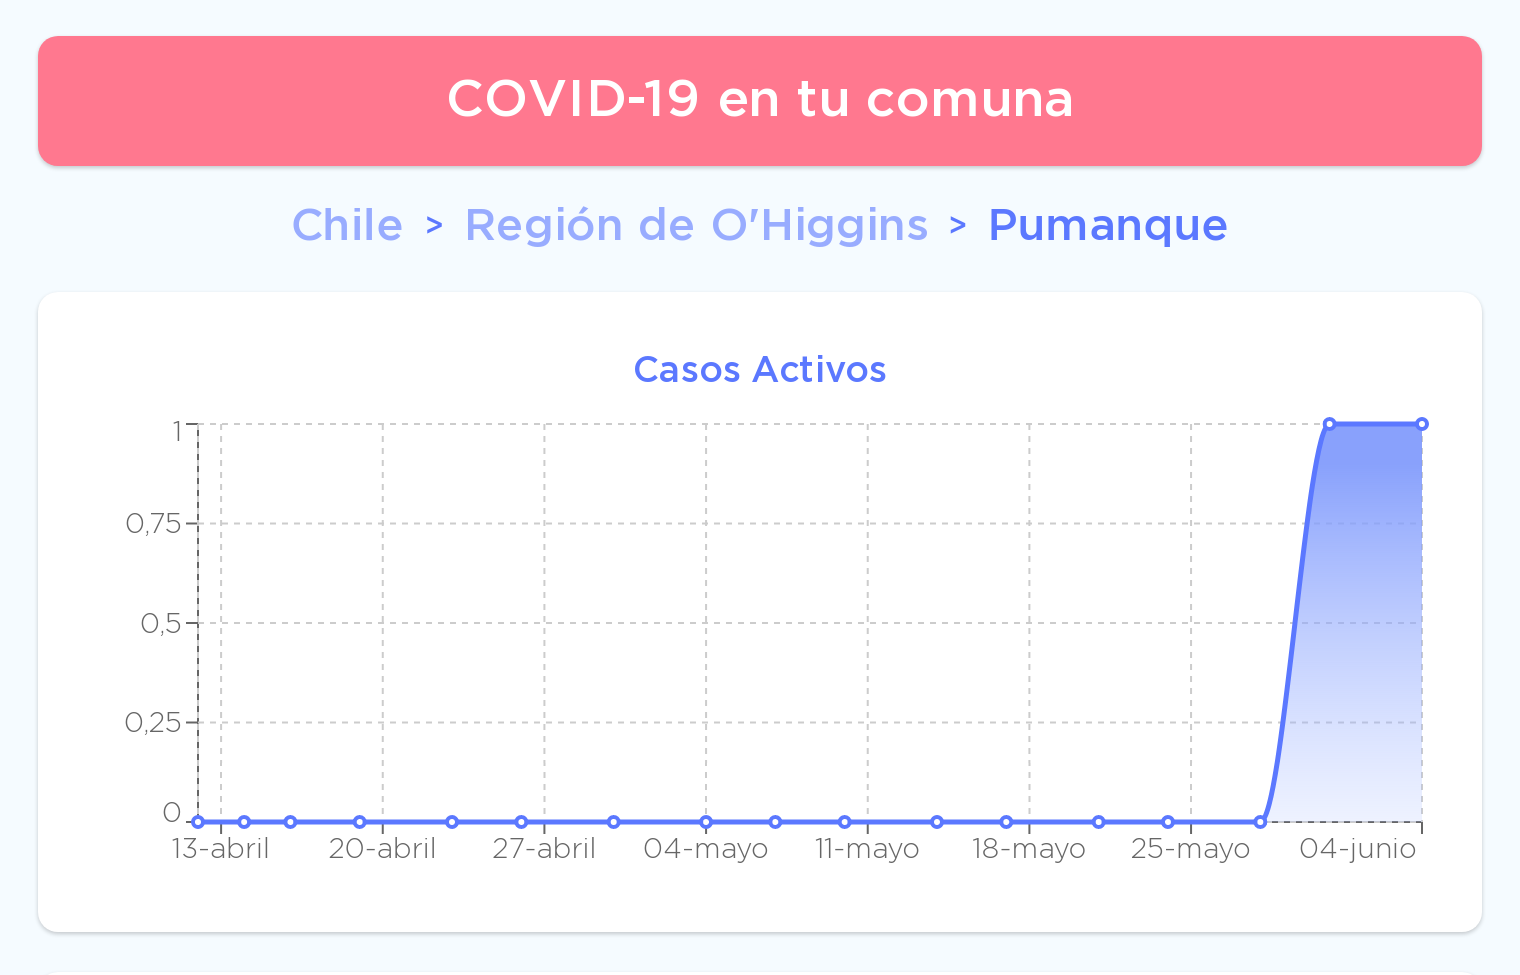 COVID-19 en tu comuna
Chile > Región de O'Higgins > Pumanque
Casos Activos
1
0,75
0,5
0,25
0
13-abril 20-abril 27-abril 04-mayo 11-mayo 18-mayo 25-mayo 04-junio